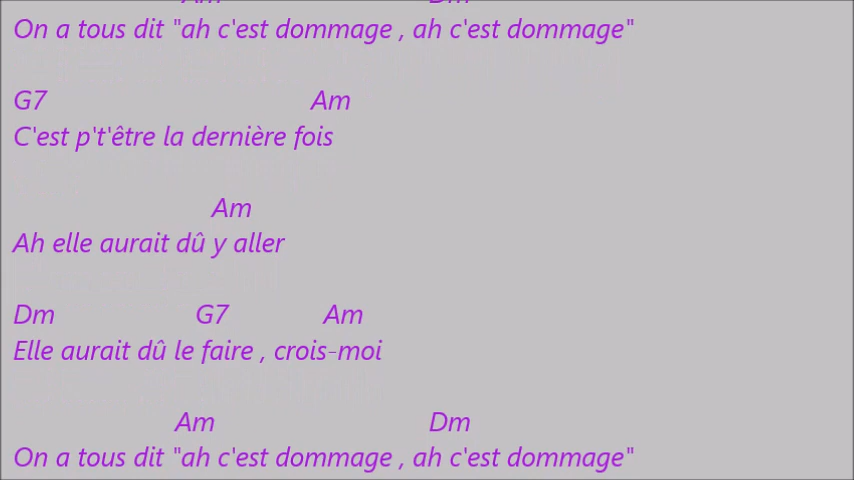 Am Dm
On a tous dit "ah c'est dommage , ah c'est dommage"
G7 Am
C'est p't'être la dernière fois
Am
Ah elle aurait dû y aller
Dm G7 Am
Elle aurait dû le faire , crois-moi
Am Dm
On a tous dit "ah c'est dommage , ah c'est dommage"